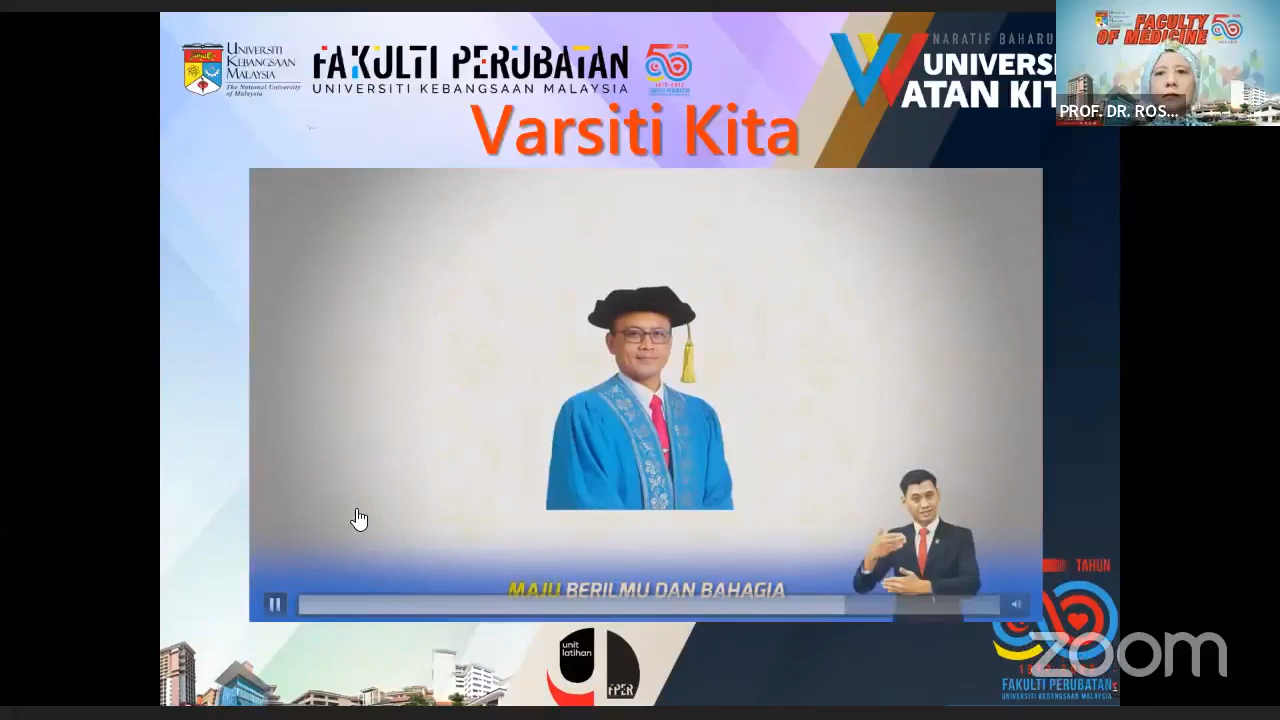 UNIVERSITI
KEBANGSAAN
MALAYSIA
The National University
of Malaysia
FAKULTI PERUBATAN
UNIVERSITI KEBANGSAAN MALAYSIA
NARATIF BAHARU
UNIVERSI
ATAN KIT
FACULTY
OF MEDICINE
PROF. DR. ROS...
Varsiti Kita
MAJU BERILMU DAN BAHAGIA
TAHUN
unit
latihan
FPER
zoom
FAKULTI PERUBATAN
UNIVERSITI KEBANGSAAN MALAYSIA